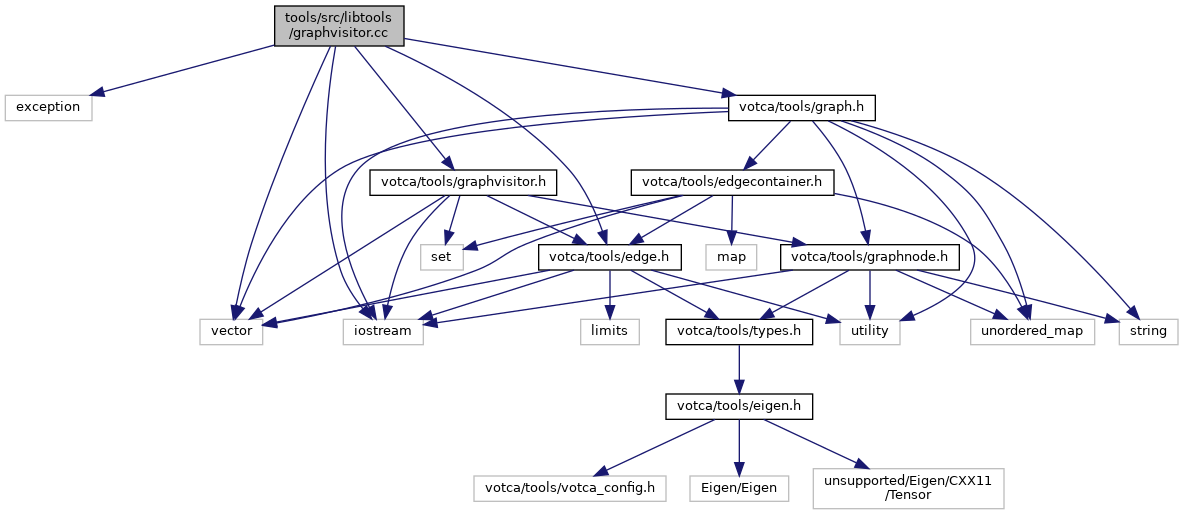 tools/src/libtools
/graphvisitor.cc
exception
votca/tools/graph.h
votca/tools/graphvisitor.h
votca/tools/edgecontainer.h
set
votca/tools/edge.h
map
votca/tools/graphnode.h
vector
iostream
limits
votca/tools/types.h
utility
unordered_map
string
votca/tools/eigen.h
votca/tools/votca_config.h
Eigen/Eigen
unsupported/Eigen/CXX11
/Tensor